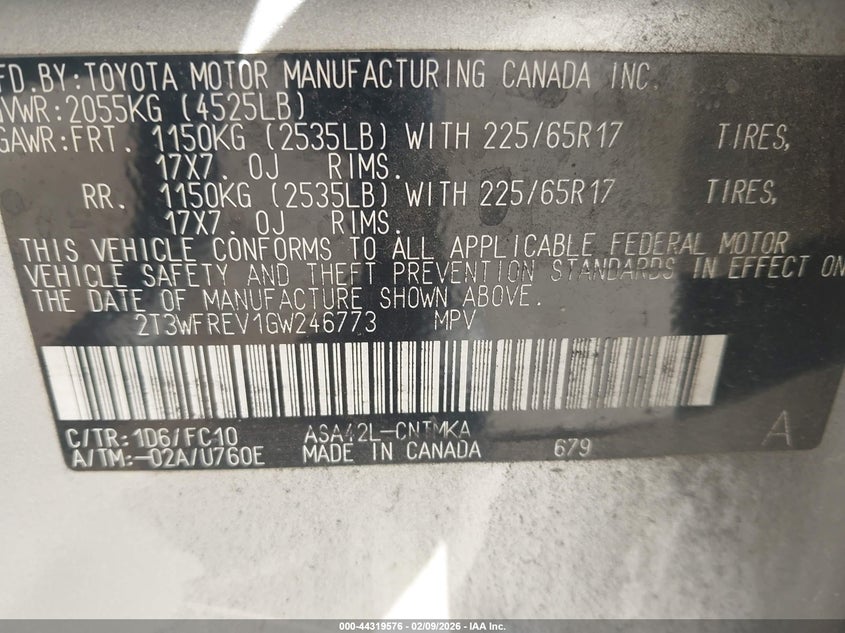 FD.BY:TOYOTA MOTOR MANUFACTURING CANADA INC.
VWR:2055KG (4525LB)
GAWR:FRT. 1150KG (2535LB) WITH 225/65R17 TIRES,
17X7.0J RIMS.
RR. 1150KG (2535LB) WITH 225/65R17 TIRES,
17X7.0J RIMS.
THIS VEHICLE CONFORMS TO ALL APPLICABLE FEDERAL MOTOR
VEHICLE SAFETY AND THEFT PREVENTION STANDARDS IN EFFECT ON
THE DATE OF MANUFACTURE SHOWN ABOVE.
2T3WFREV1GW246773 MPV
C/TR:1D6/FC10 ASA42L-CNTMKA A
A/TM:-02A/U760E MADE IN CANADA 679
000-44319576 - 02/09/2026 - IAA Inc.